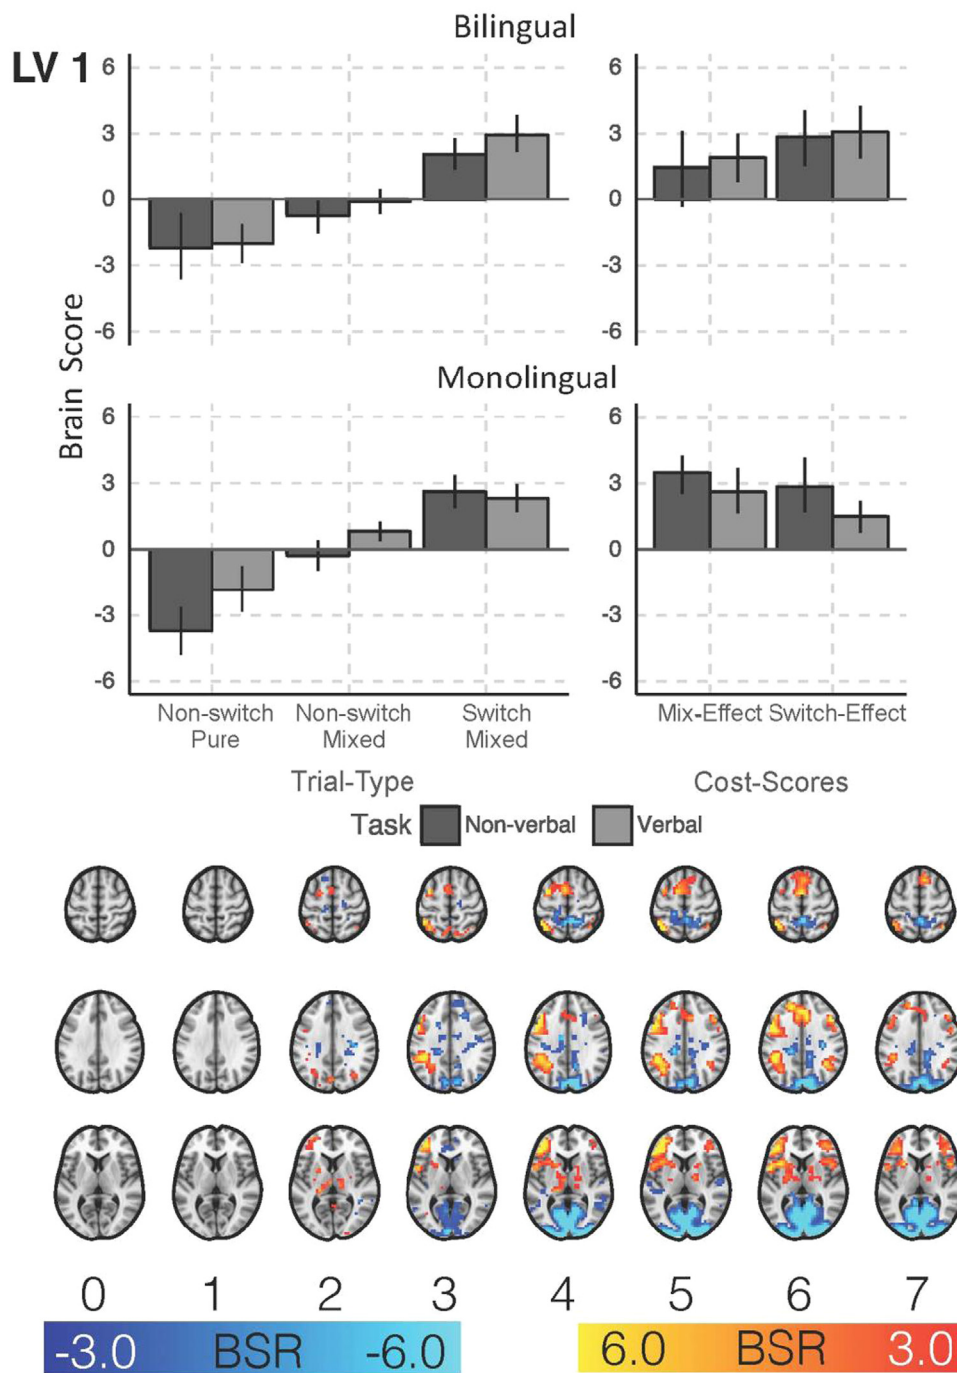 Bilingual
LV 1
6 6
3 3
0 0
-3 -3
-6 -6
Brain Score
Monolingual
6 6
3 3
0 0
-3 -3
-6 -6
Non-switch Non-switch Switch Mix-Effect Switch-Effect
Pure Mixed Mixed
Trial-Type Cost-Scores
Task Non-verbal Verbal
0 1 2 3 4 5 6 7
-3.0 BSR -6.0 6.0 BSR 3.0